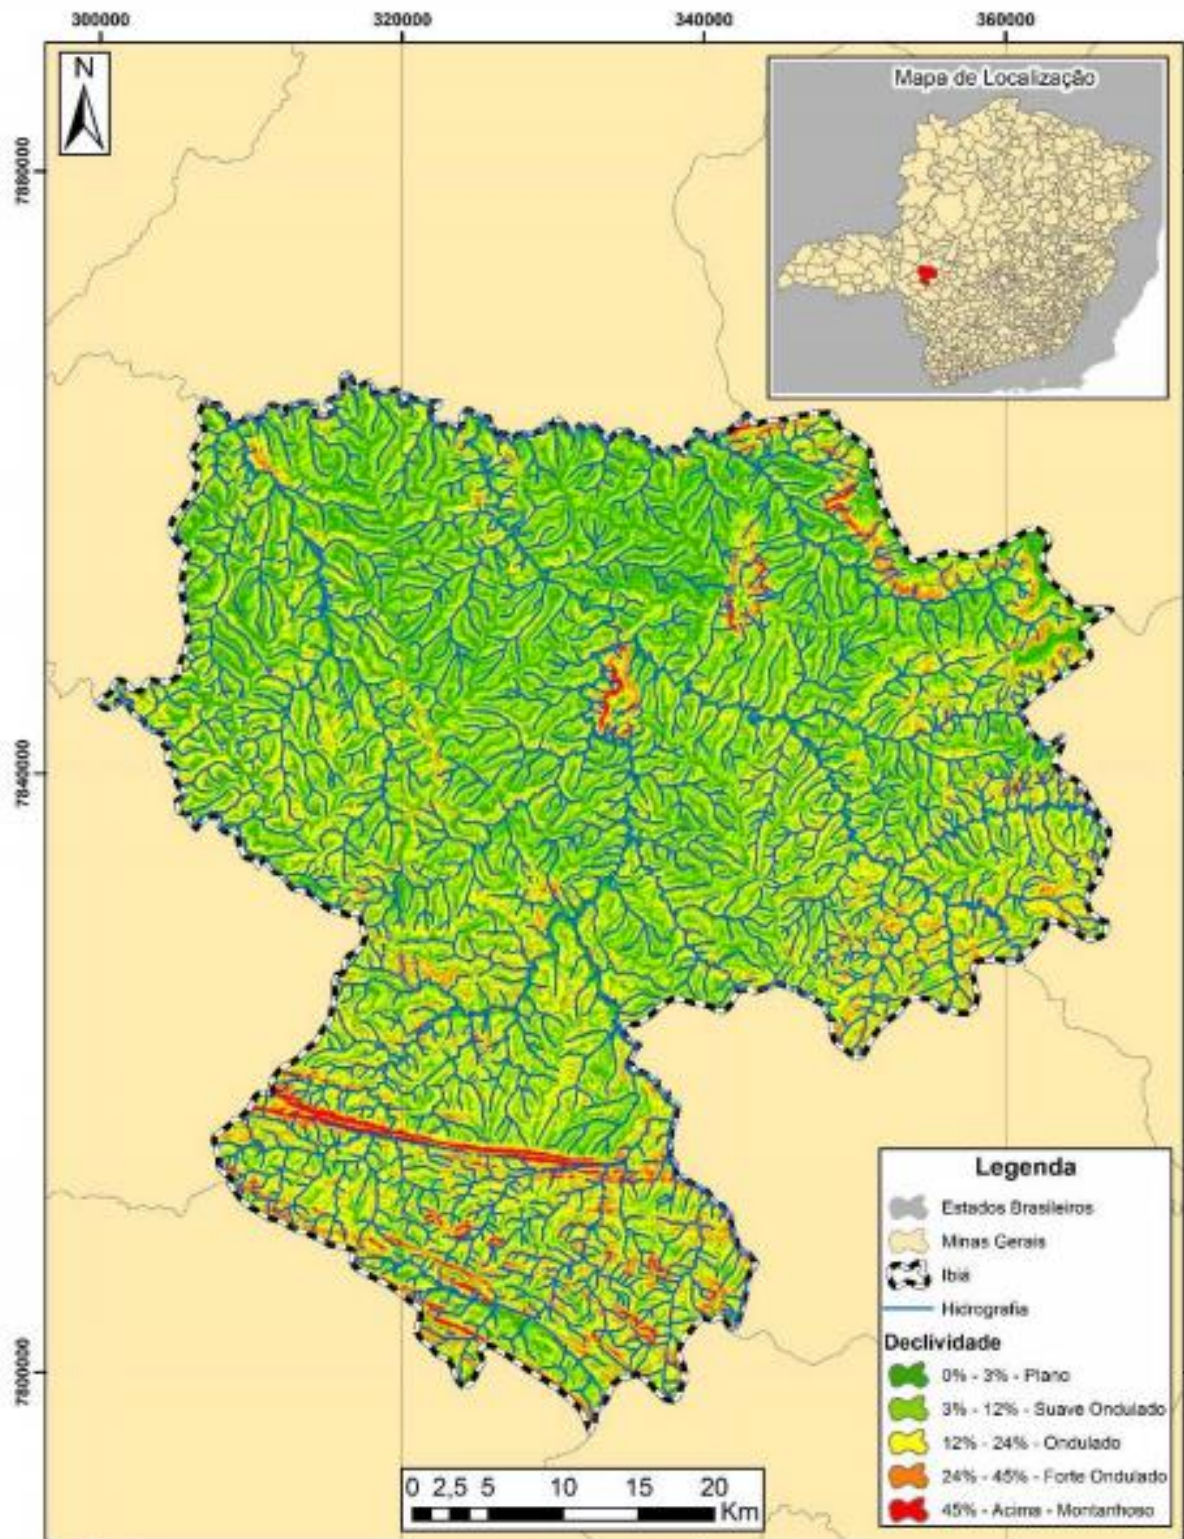 300000 320000 340000 360000
N
Mapa de Localização
7880000
7840000
7800000
Legenda
Estados Brasileiros
Minas Gerais
Ibiá
Hidrografia
Declividade
0% - 3% - Plano
3% - 12% - Suave Ondulado
12% - 24% - Ondulado
24% - 45% - Forte Ondulado
45% - Acima - Montanhoso
0 2,5 5 10 15 20
Km